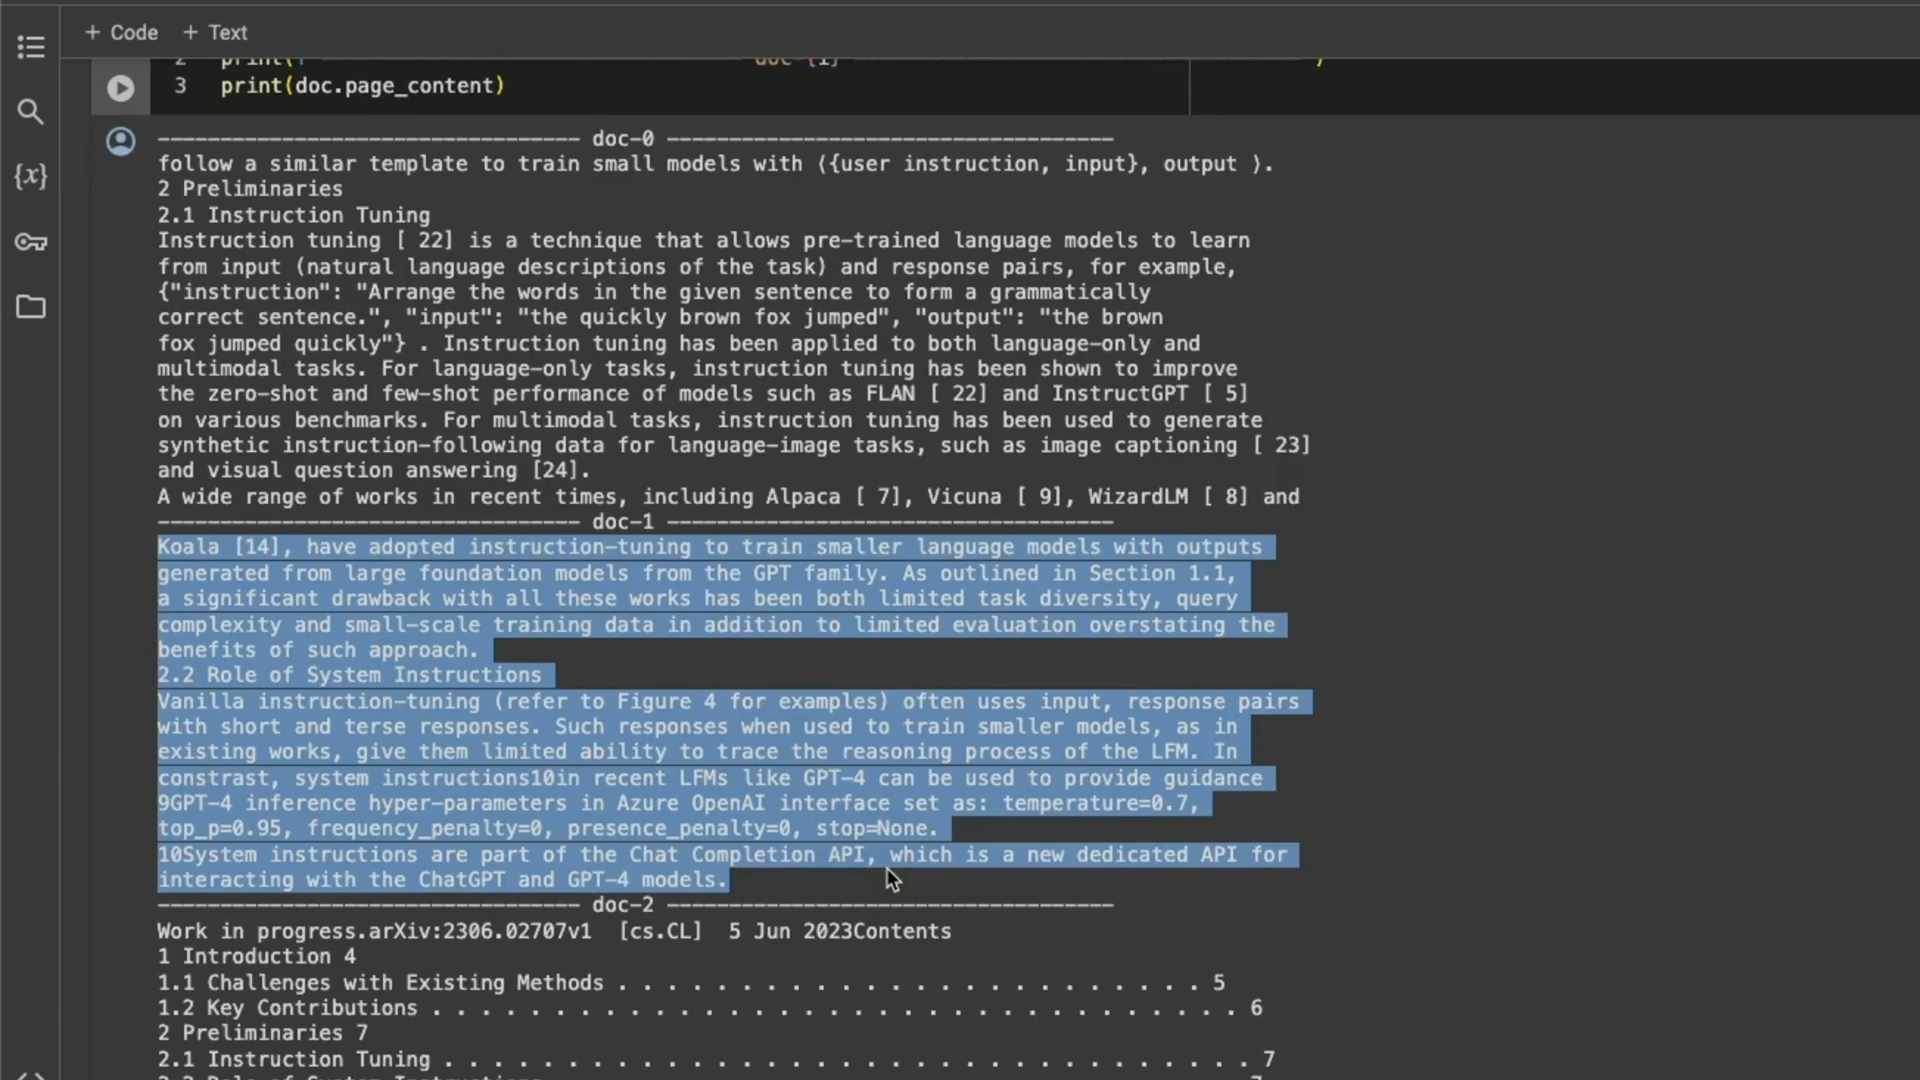 + Code + Text
2 print(f doc-{i} )
3 print(doc.page_content)
{x}
---------------------------------- doc-0 ------------------------------------
follow a similar template to train small models with ⟨{user instruction, input}, output ⟩.
2 Preliminaries
2.1 Instruction Tuning
Instruction tuning [ 22] is a technique that allows pre-trained language models to learn
from input (natural language descriptions of the task) and response pairs, for example,
{"instruction": "Arrange the words in the given sentence to form a grammatically
correct sentence.", "input": "the quickly brown fox jumped", "output": "the brown
fox jumped quickly"} . Instruction tuning has been applied to both language-only and
multimodal tasks. For language-only tasks, instruction tuning has been shown to improve
the zero-shot and few-shot performance of models such as FLAN [ 22] and InstructGPT [ 5]
on various benchmarks. For multimodal tasks, instruction tuning has been used to generate
synthetic instruction-following data for language-image tasks, such as image captioning [ 23]
and visual question answering [24].
A wide range of works in recent times, including Alpaca [ 7], Vicuna [ 9], WizardLM [ 8] and
---------------------------------- doc-1 ------------------------------------
Koala [14], have adopted instruction-tuning to train smaller language models with outputs
generated from large foundation models from the GPT family. As outlined in Section 1.1,
a significant drawback with all these works has been both limited task diversity, query
complexity and small-scale training data in addition to limited evaluation overstating the
benefits of such approach.
2.2 Role of System Instructions
Vanilla instruction-tuning (refer to Figure 4 for examples) often uses input, response pairs
with short and terse responses. Such responses when used to train smaller models, as in
existing works, give them limited ability to trace the reasoning process of the LFM. In
constrast, system instructions10in recent LFMs like GPT-4 can be used to provide guidance
9GPT-4 inference hyper-parameters in Azure OpenAI interface set as: temperature=0.7,
top_p=0.95, frequency_penalty=0, presence_penalty=0, stop=None.
10System instructions are part of the Chat Completion API, which is a new dedicated API for
interacting with the ChatGPT and GPT-4 models.
---------------------------------- doc-2 ------------------------------------
Work in progress.arXiv:2306.02707v1 [cs.CL] 5 Jun 2023Contents
1 Introduction 4
1.1 Challenges with Existing Methods . . . . . . . . . . . . . . . . . . . . . . . . 5
1.2 Key Contributions . . . . . . . . . . . . . . . . . . . . . . . . . . . . . . . . . 6
2 Preliminaries 7
2.1 Instruction Tuning . . . . . . . . . . . . . . . . . . . . . . . . . . . . . . . . . 7
2.2 Role of System Instructions 7